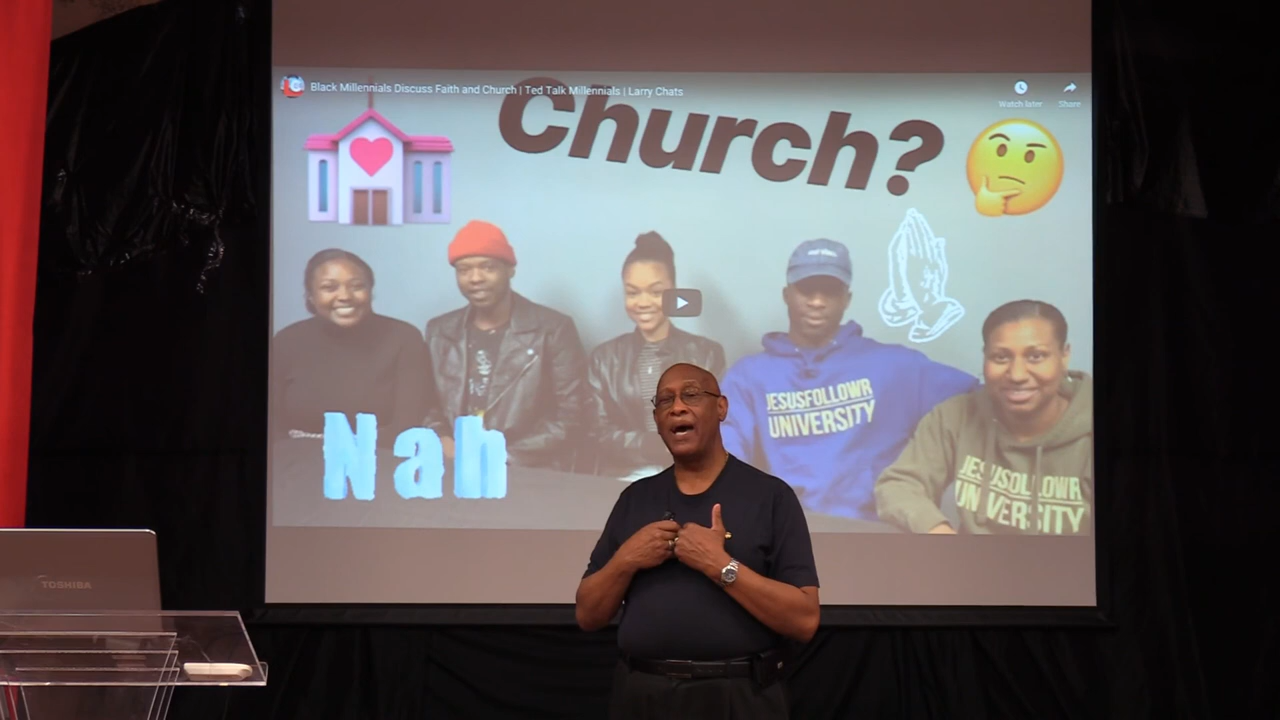 Black Millennials Discuss Faith and Church | Ted Talk Millennials | Larry Chats
Watch later
Share
Church?
JESUSFOLLOWR
UNIVERSITY
JESUSFOLLOWR
UNIVERSITY
Nah
TOSHIBA